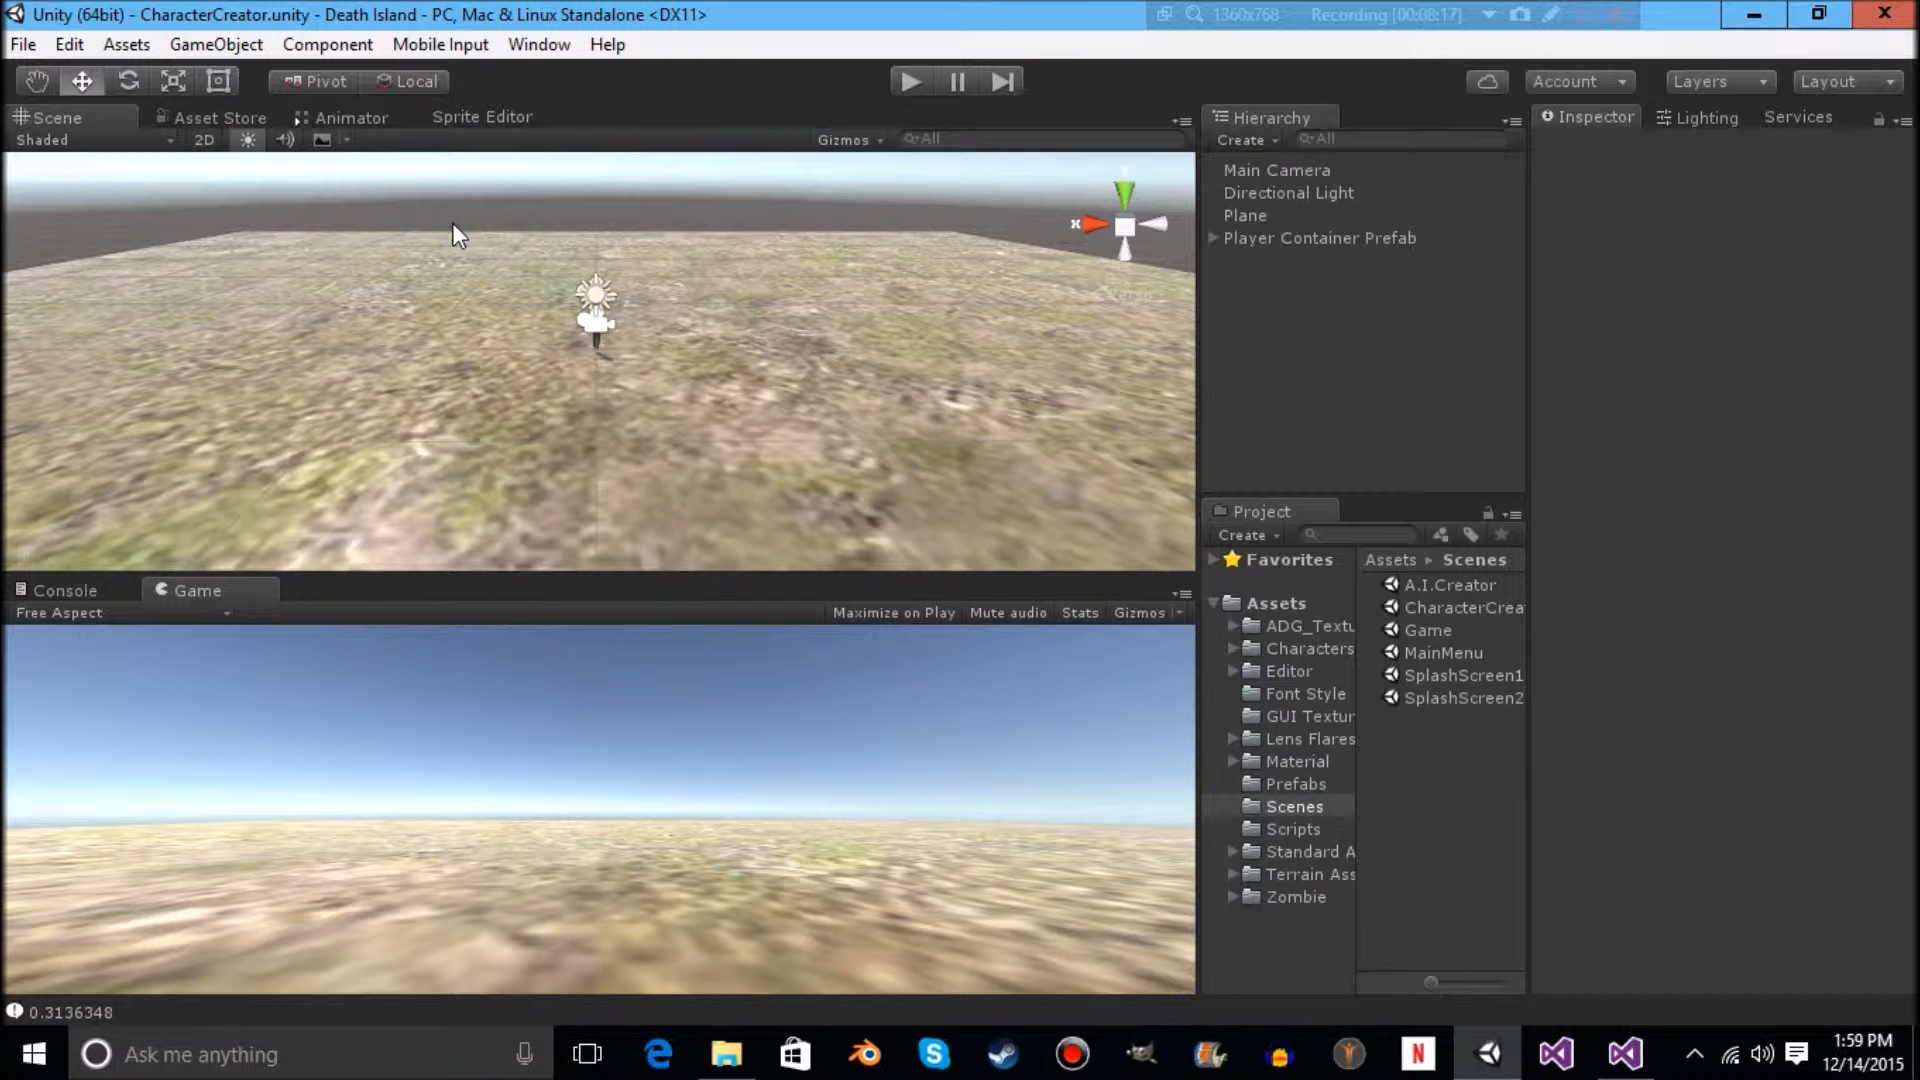 Unity (64bit) - CharacterCreator.unity - Death Island - PC, Mac & Linux Standalone <DX11>
1360x768
Recording [00:08:17]
File Edit Assets GameObject Component Mobile Input Window Help
Pivot Local
Account Layers Layout
Scene Asset Store Animator Sprite Editor
Shaded 2D Gizmos All
x
Hierarchy
Create All
Main Camera
Directional Light
Plane
Player Container Prefab
Inspector Lighting Services
Project
Create
Favorites
Assets
ADG_Textu
Characters
Editor
Font Style
GUI Textur
Lens Flares
Material
Prefabs
Scenes
Scripts
Standard A
Terrain Ass
Zombie
Assets Scenes
A.I.Creator
CharacterCrea
Game
MainMenu
SplashScreen1
SplashScreen2
Console Game
Free Aspect Maximize on Play Mute audio Stats Gizmos
0.3136348
Ask me anything
N
1:59 PM
12/14/2015